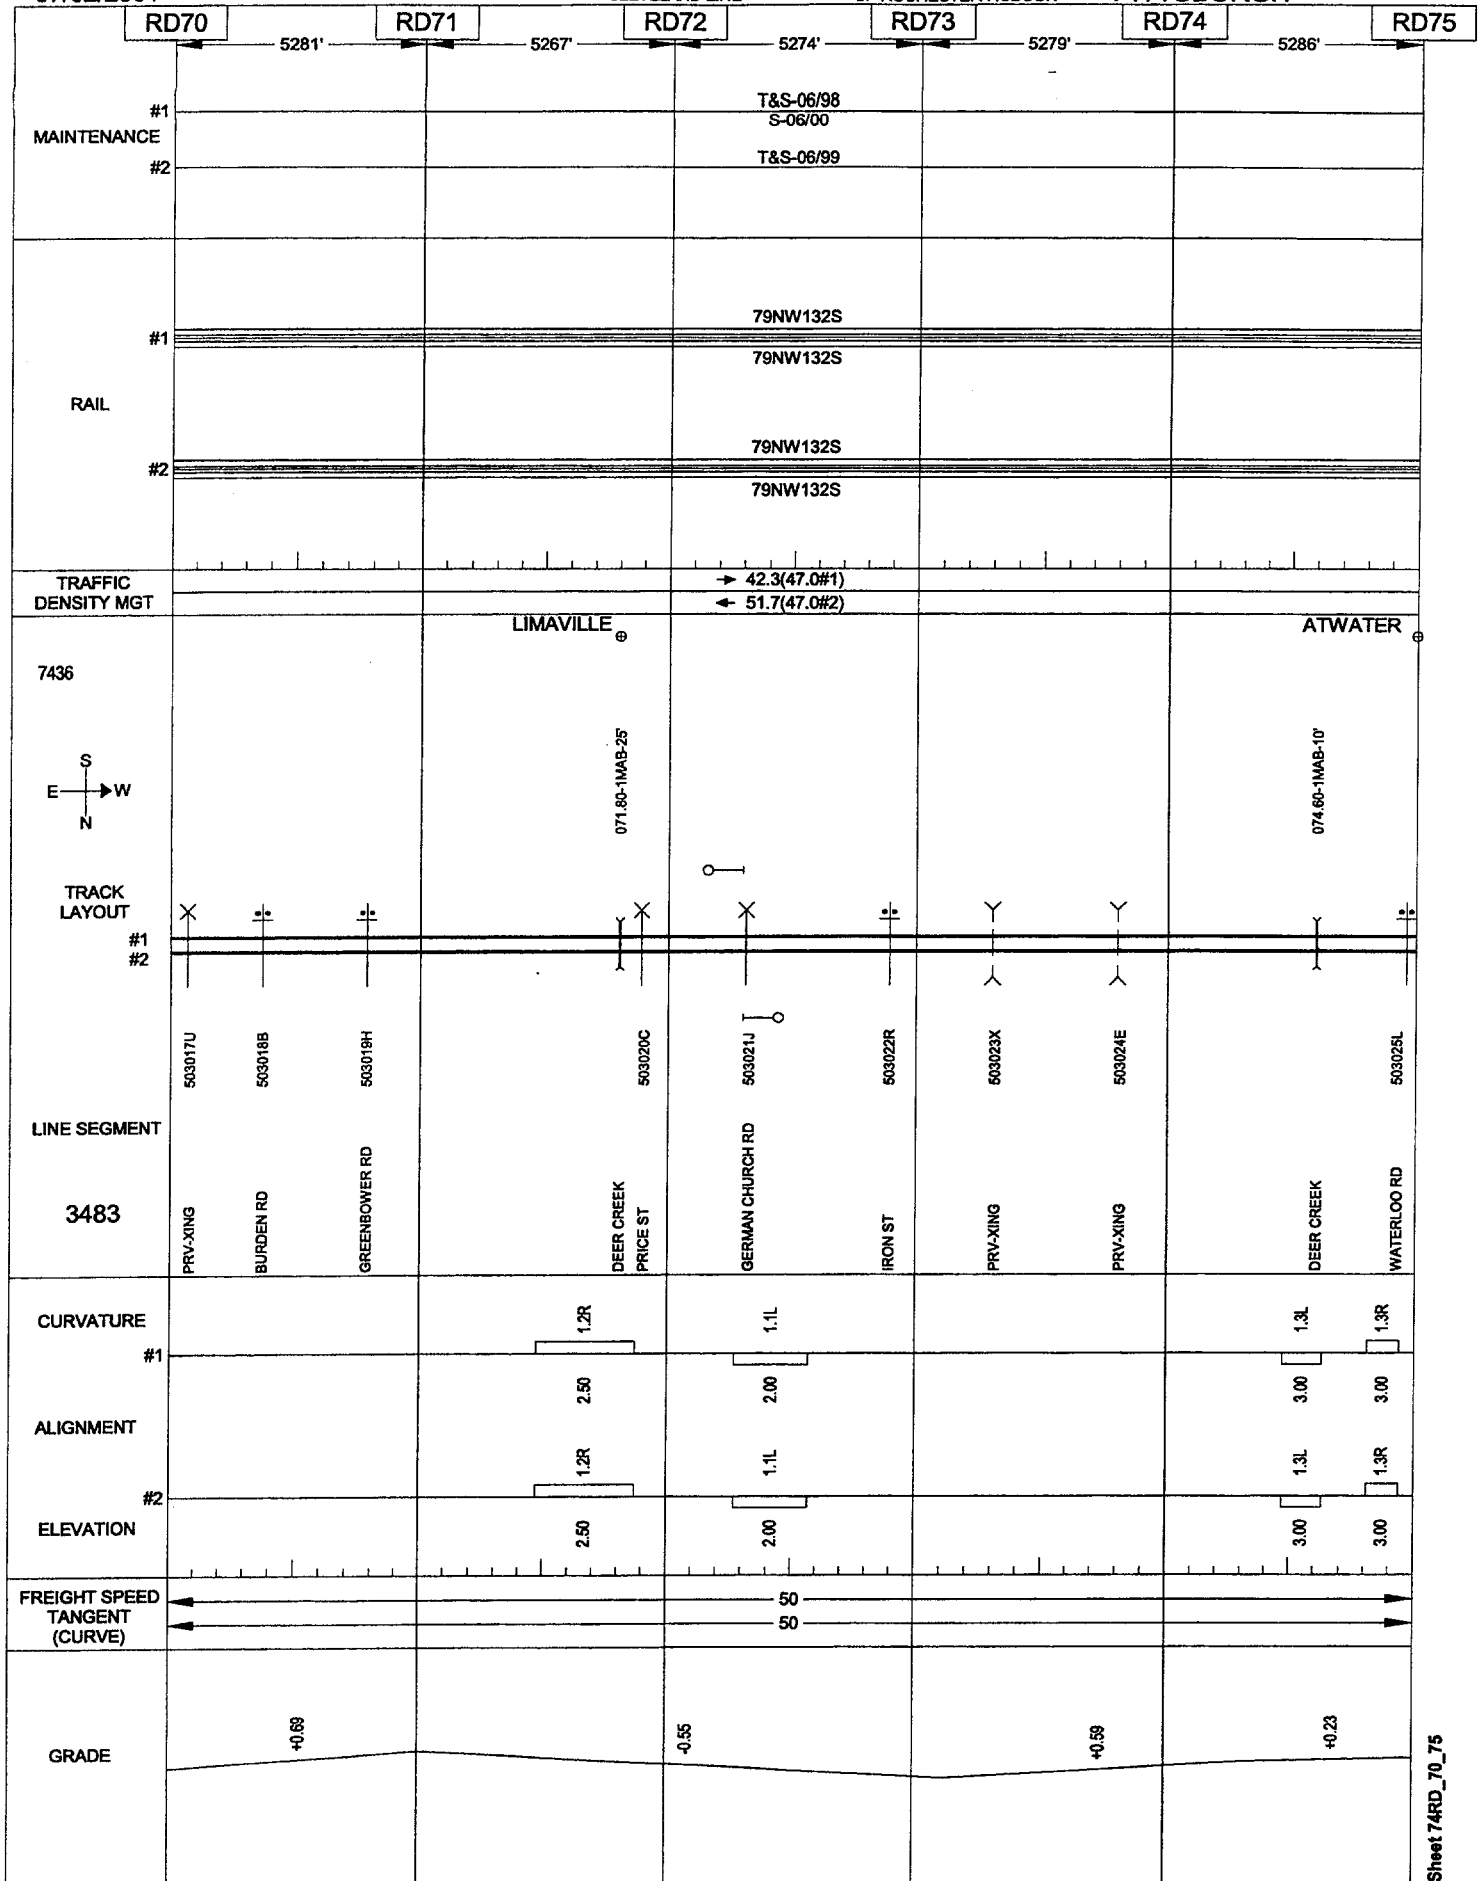 RD70 RD71 RD72 RD73 RD74 RD75
5281' 5267' 5274' 5279' 5286'
#1 T&S-06/98
S-06/00
MAINTENANCE
#2 T&S-06/99
79NW132S
#1
79NW132S
RAIL
79NW132S
#2
79NW132S
TRAFFIC
DENSITY MGT
42.3(47.0#1)
51.7(47.0#2)
LIMAVILLE ATWATER
7436
S
E W
N
071.80-1MAB-25'
074.60-1MAB-10'
TRACK
LAYOUT
#1
#2
503017U
503018B
503019H
503020C
503021J
503022R
503023X
503024E
503025L
LINE SEGMENT
3483
PRV-XING
BURDEN RD
GREENBOWER RD
DEER CREEK
PRICE ST
GERMAN CHURCH RD
IRON ST
PRV-XING
PRV-XING
DEER CREEK
WATERLOO RD
CURVATURE
1.2R 1.1L 1.3L 1.3R
#1
2.50 2.00 3.00 3.00
ALIGNMENT
1.2R 1.1L 1.3L 1.3R
#2
ELEVATION
2.50 2.00 3.00 3.00
FREIGHT SPEED
TANGENT
(CURVE)
50
50
GRADE
+0.69 -0.55 +0.59 +0.23
Sheet 74RD_70_75